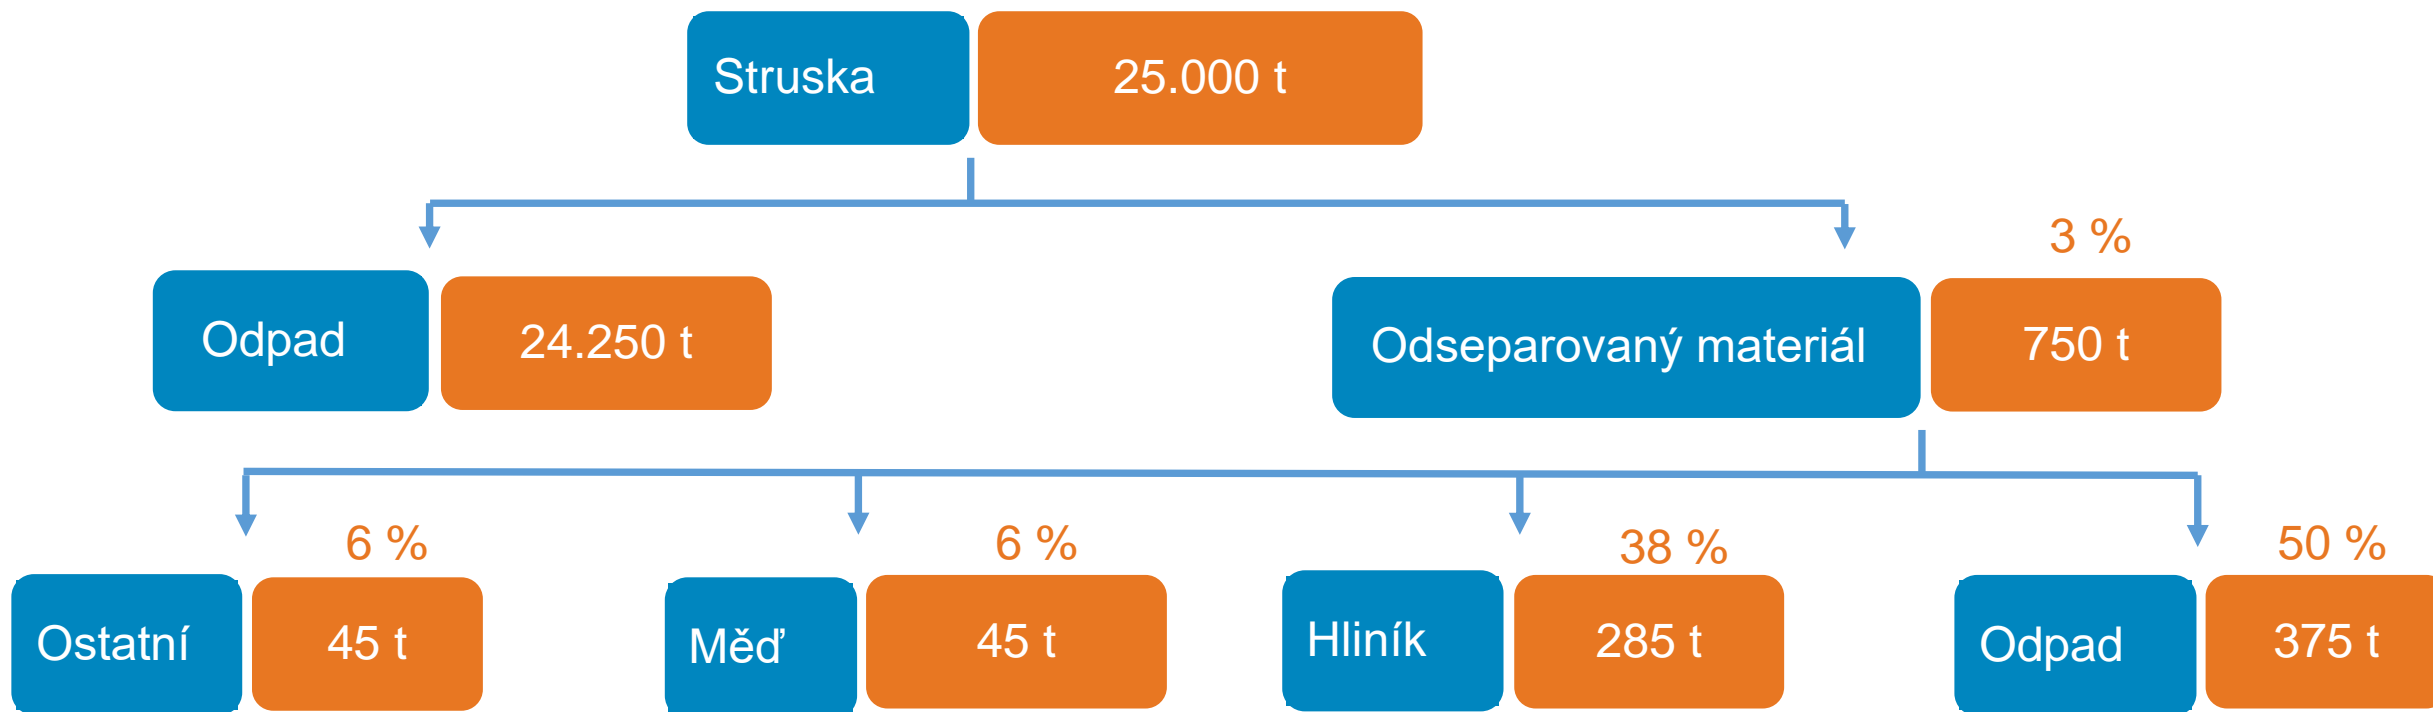 Struska
25.000 t
3 %
Odpad
24.250 t
Odseparovaný materiál
750 t
6 %
6 %
38 %
50 %
Ostatní
45 t
Měď
45 t
Hliník
285 t
Odpad
375 t